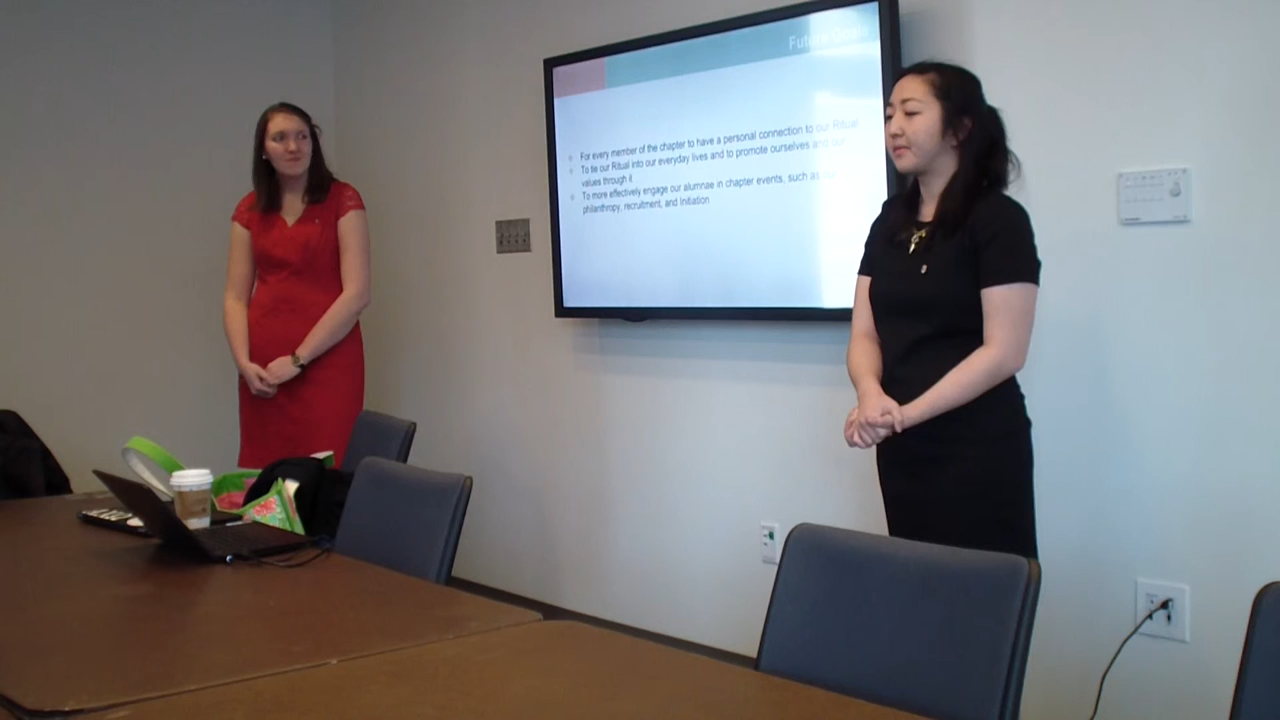 Future Goals
For every member of the chapter to have a personal connection to our Ritual
To tie our Ritual into our everyday lives and to promote ourselves and our
values through it.
To more effectively engage our alumnae in chapter events, such as our
philanthropy, recruitment, and Initiation